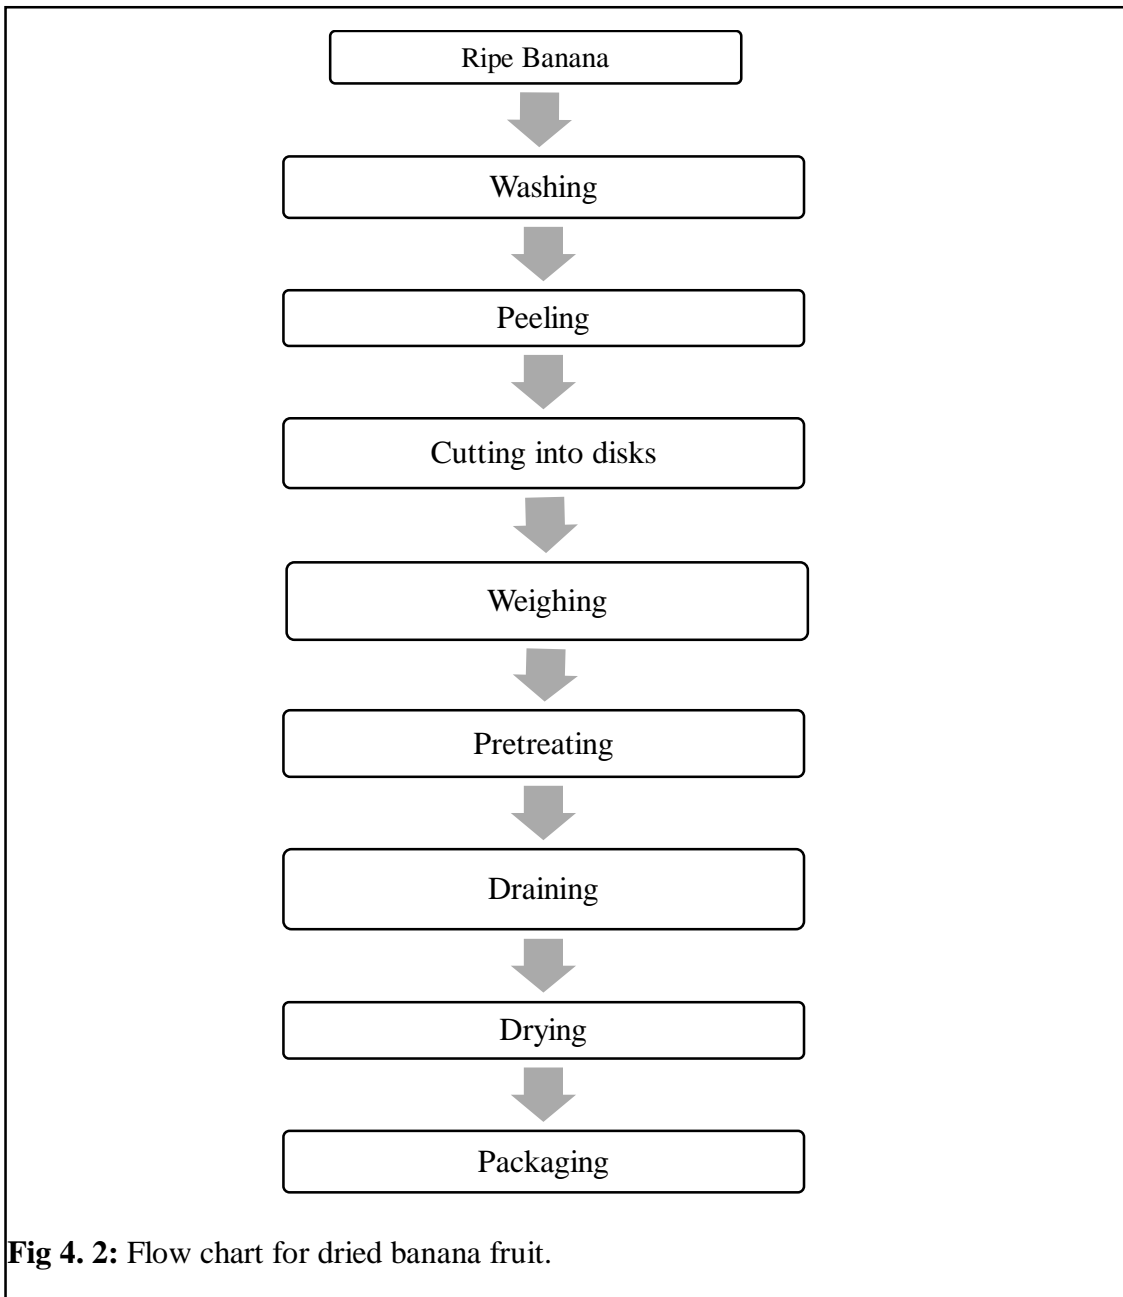 Ripe Banana
Washing
Peeling
Cutting into disks
Weighing
Pretreating
Draining
Drying
Packaging
Fig 4. 2: Flow chart for dried banana fruit.